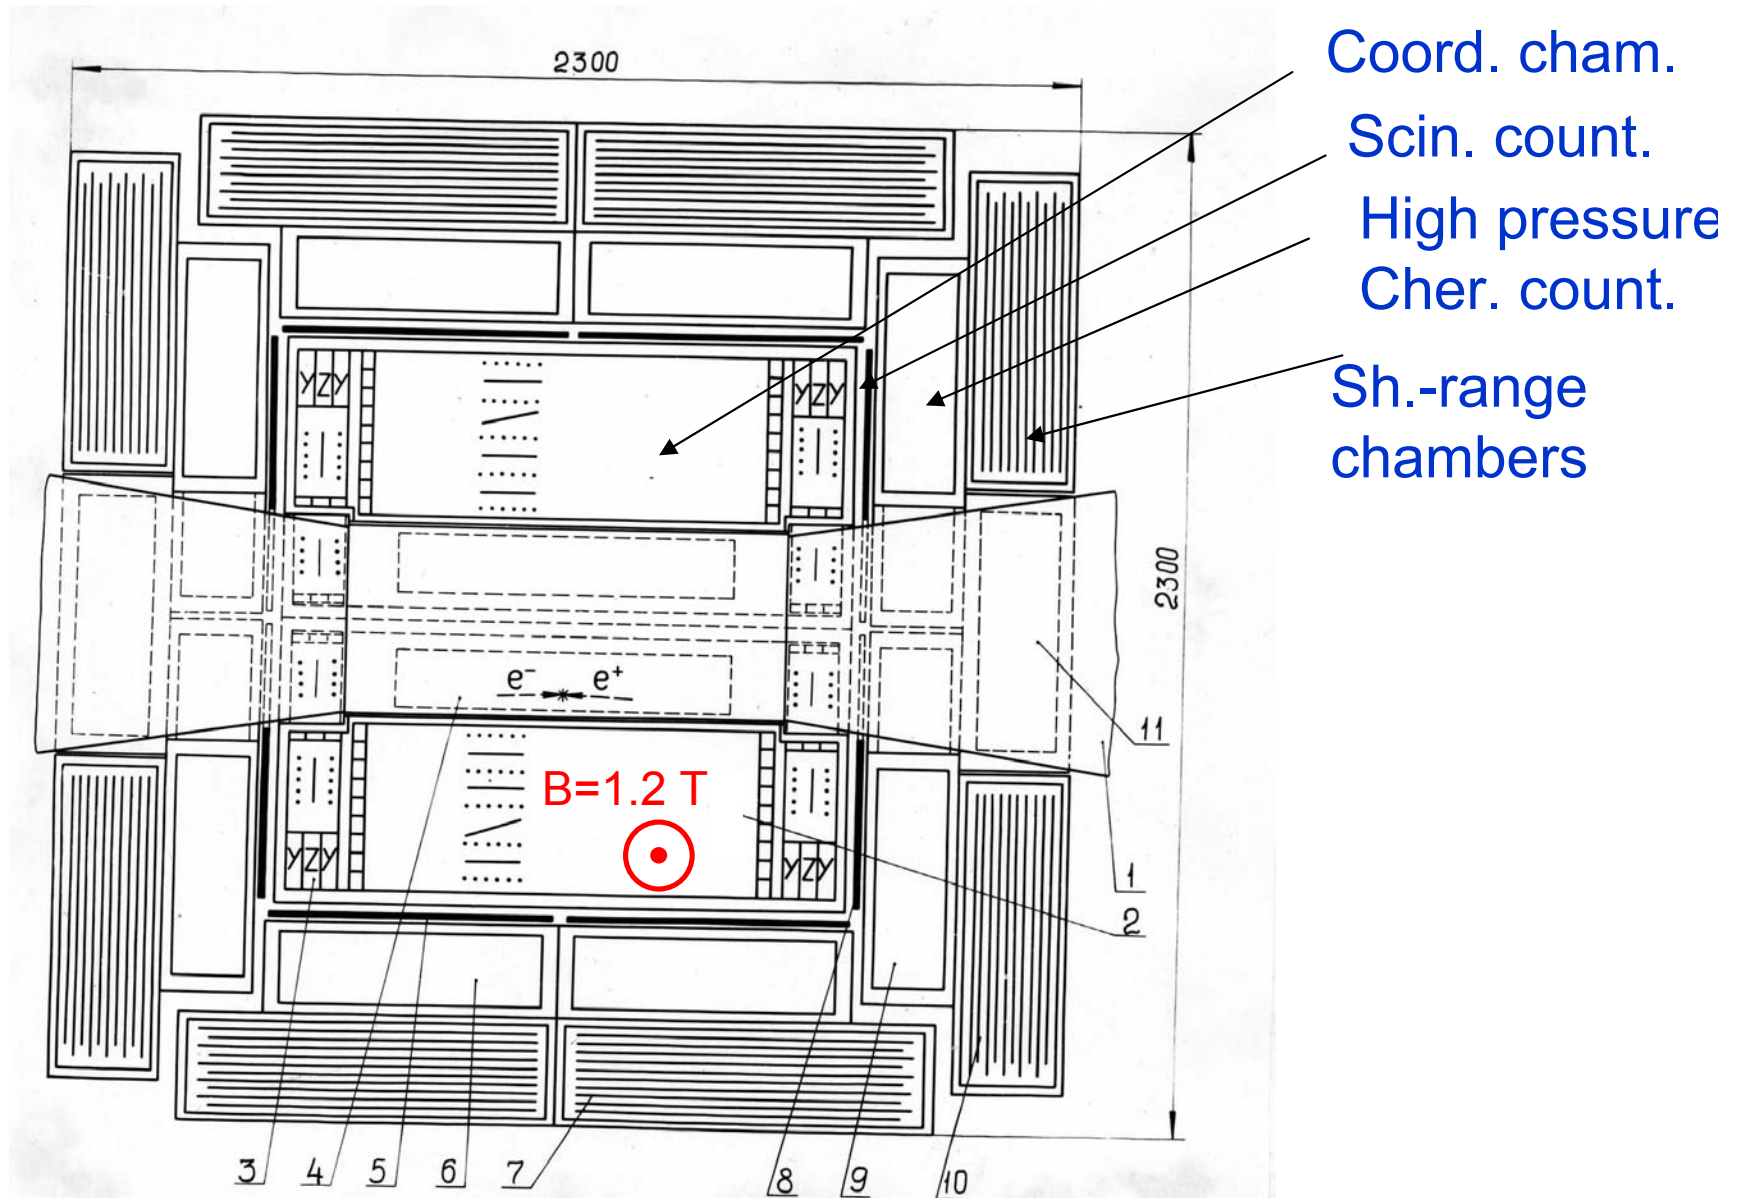 2300
Coord. cham.
Scin. count.
High pressure
Cher. count.
Sh.-range
chambers
YZY
YZY
2300
e⁻ e⁺
11
B=1.2 T
YZY
YZY
1
2
3 4 5 6 7 8 9 10